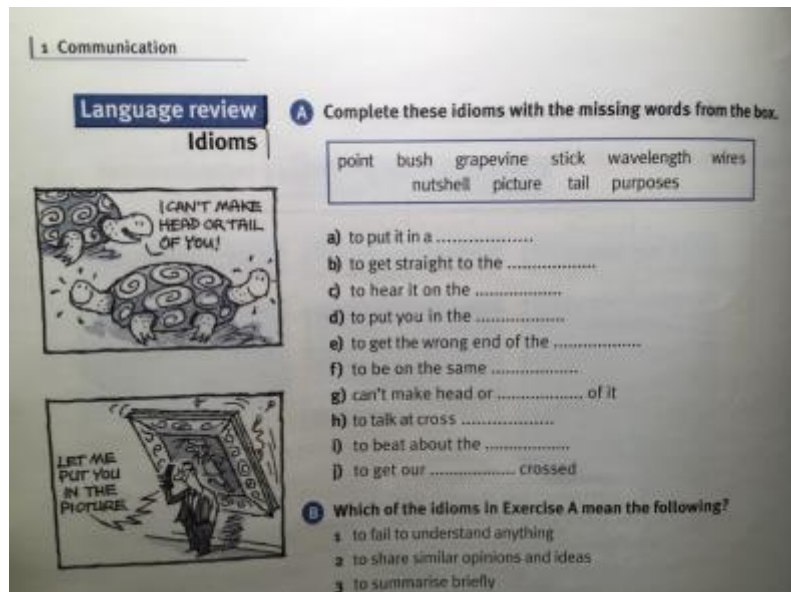 1 Communication
Language review
Idioms
I CAN'T MAKE
HEAD OR TAIL
OF YOU!
LET ME
PUT YOU
IN THE
PICTURE
A Complete these idioms with the missing words from the box.
point bush grapevine stick wavelength wires
nutshell picture tail purposes
a) to put it in a ...................
b) to get straight to the ..................
c) to hear it on the ..................
d) to put you in the ..................
e) to get the wrong end of the ..................
f) to be on the same ..................
g) can't make head or .................. of it
h) to talk at cross ...................
i) to beat about the ..................
j) to get our .................. crossed
B Which of the idioms in Exercise A mean the following?
1 to fail to understand anything
2 to share similar opinions and ideas
3 to summarise briefly